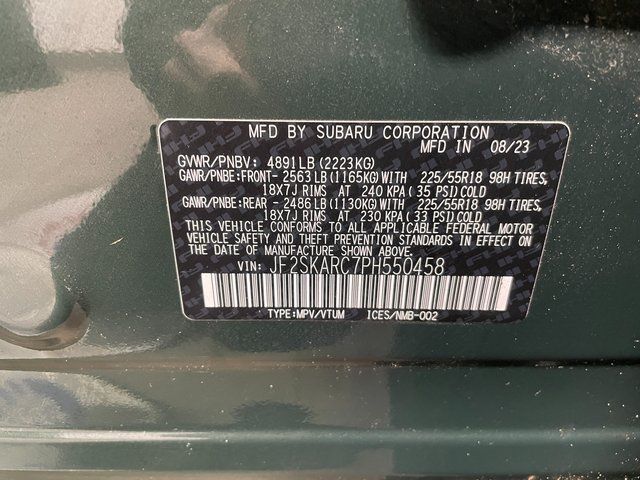 MFD BY SUBARU CORPORATION MFD IN 08/23
GVWR/PNBV: 4891LB(2223KG)
GAWR/PNBE:FRONT- 2563LB(1165KG)WITH 225/55R18 98H TIRES,
18X7J RIMS AT 240 KPA(35 PSI)COLD
GAWR/PNBE:REAR - 2486LB(1130KG)WITH 225/55R18 98H TIRES,
18X7J RIMS AT 230 KPA(33 PSI)COLD
THIS VEHICLE CONFORMS TO ALL APPLICABLE FEDERAL MOTOR
VEHICLE SAFETY AND THEFT PREVENTION STANDARDS IN EFFECT ON
THE DATE OF MANUFACTURE SHOWN ABOVE.
VIN: JF2SKARC7PH550458
TYPE:MPV/VTUM ICES/NMB-002